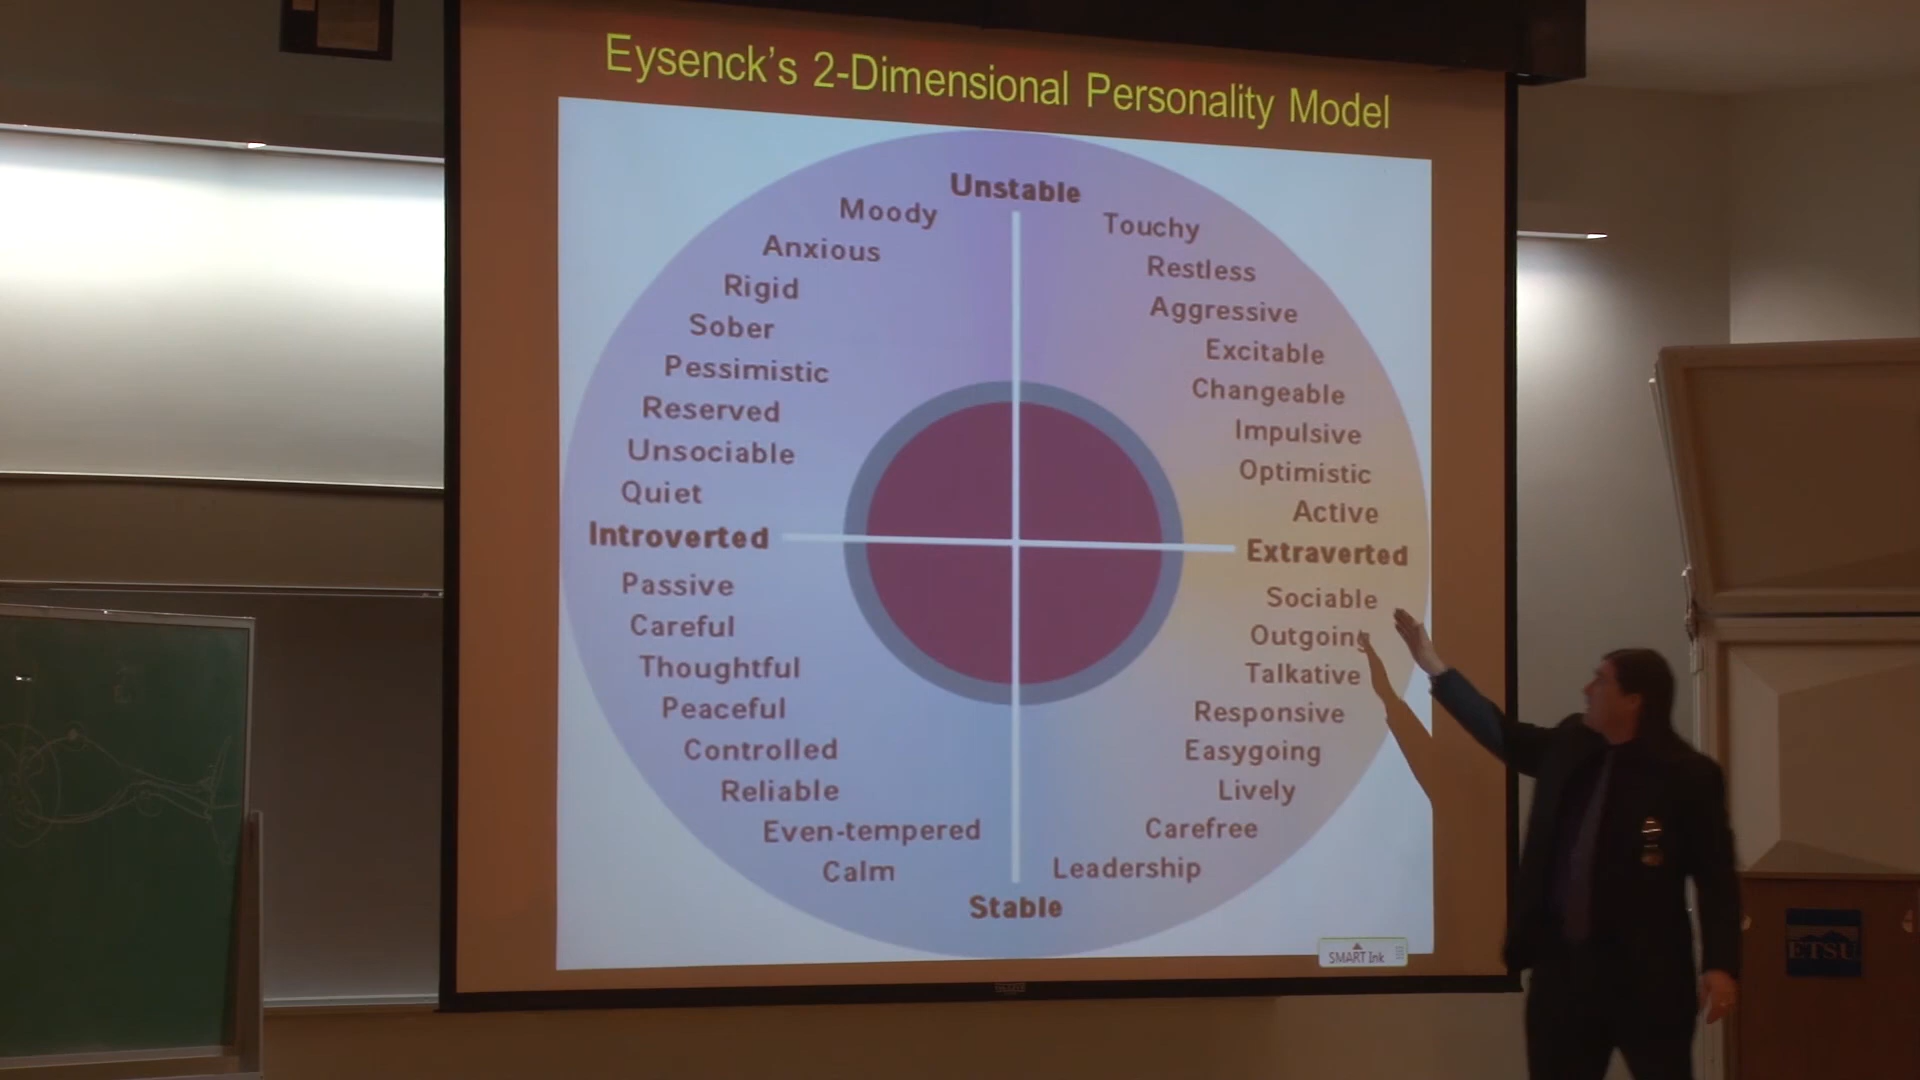 Eysenck's 2-Dimensional Personality Model
Unstable
Moody
Anxious
Rigid
Sober
Pessimistic
Reserved
Unsociable
Quiet
Introverted
Passive
Careful
Thoughtful
Peaceful
Controlled
Reliable
Even-tempered
Calm
Touchy
Restless
Aggressive
Excitable
Changeable
Impulsive
Optimistic
Active
Extraverted
Sociable
Outgoing
Talkative
Responsive
Easygoing
Lively
Carefree
Leadership
Stable
SMART Ink
ETSU